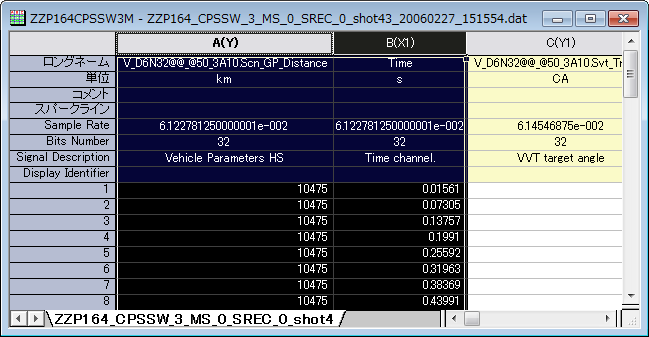 ZZP164CPSSW3M - ZZP164_CPSSW_3_MS_0_SREC_0_shot43_20060227_151554.dat
A(Y) B(X1) C(Y1)
ロングネーム V_D6N32@@_@50_3A10.Scn_GP_Distance Time V_D6N32@@_@50_3A10.Svt_Tr
単位 km s CA
コメント
スパークライン
Sample Rate 6.122781250000001e-002 6.122781250000001e-002 6.14546875e-002
Bits Number 32 32 32
Signal Description Vehicle Parameters HS Time channel. VVT target angle
Display Identifier
1 10475 0.01561
2 10475 0.07305
3 10475 0.13757
4 10475 0.1991
5 10475 0.25592
6 10475 0.31963
7 10475 0.38369
8 10475 0.43991
ZZP164_CPSSW_3_MS_0_SREC_0_shot4